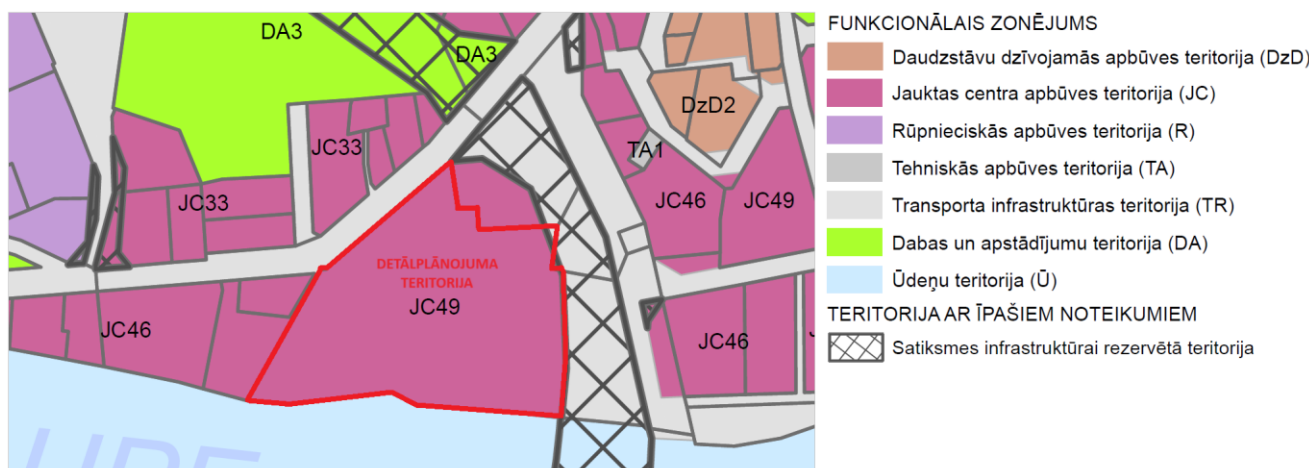 DA3
DA3
DzD2
TA1
JC33
JC33
JC46
JC49
DETĀLPLĀNOJUMA
TERITORIJA
JC49
JC46
JC46
UPE
FUNKCIONĀLAIS ZONĒJUMS
Daudzstāvu dzīvojamās apbūves teritorija (DzD)
Jauktas centra apbūves teritorija (JC)
Rūpnieciskās apbūves teritorija (R)
Tehniskās apbūves teritorija (TA)
Transporta infrastruktūras teritorija (TR)
Dabas un apstādījumu teritorija (DA)
Ūdeņu teritorija (Ū)
TERITORIJA AR ĪPAŠIEM NOTEIKUMIEM
Satiksmes infrastruktūrai rezervētā teritorija